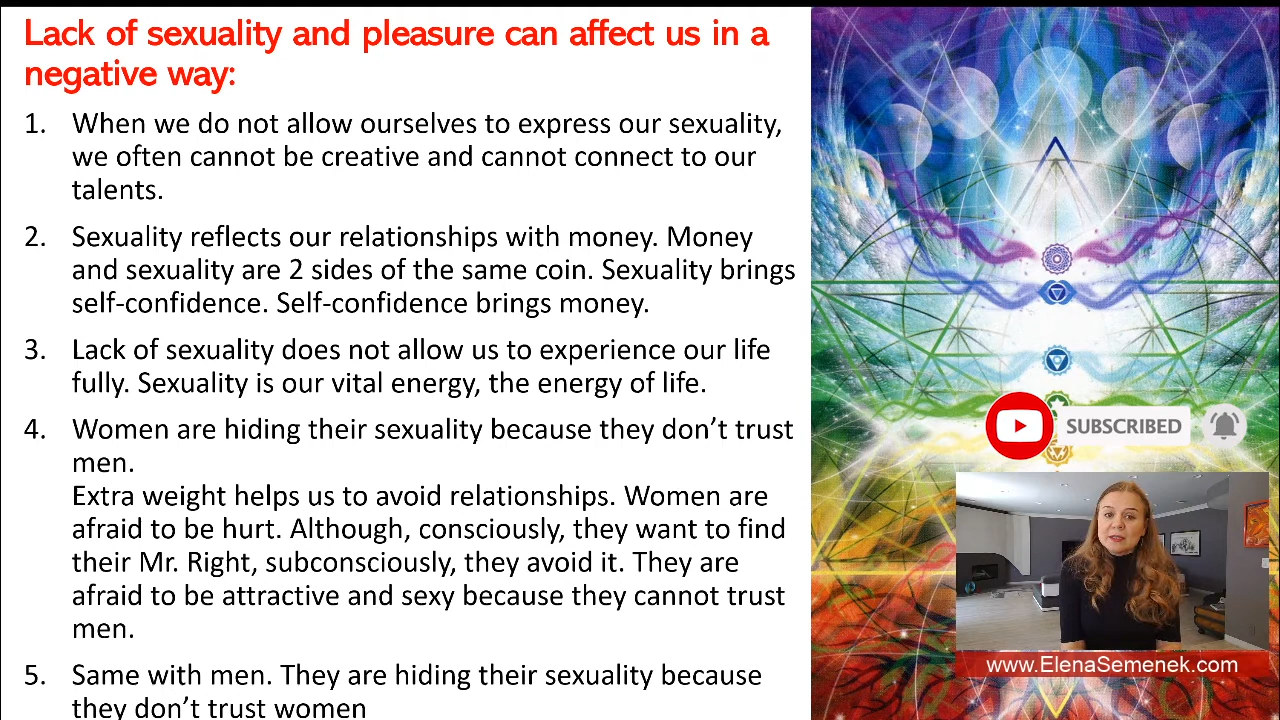 Lack of sexuality and pleasure can affect us in a
negative way:
1. When we do not allow ourselves to express our sexuality,
we often cannot be creative and cannot connect to our
talents.
2. Sexuality reflects our relationships with money. Money
and sexuality are 2 sides of the same coin. Sexuality brings
self-confidence. Self-confidence brings money.
3. Lack of sexuality does not allow us to experience our life
fully. Sexuality is our vital energy, the energy of life.
4. Women are hiding their sexuality because they don’t trust
men.
Extra weight helps us to avoid relationships. Women are
afraid to be hurt. Although, consciously, they want to find
their Mr. Right, subconsciously, they avoid it. They are
afraid to be attractive and sexy because they cannot trust
men.
5. Same with men. They are hiding their sexuality because
they don’t trust women
SUBSCRIBED
www.ElenaSemenek.com